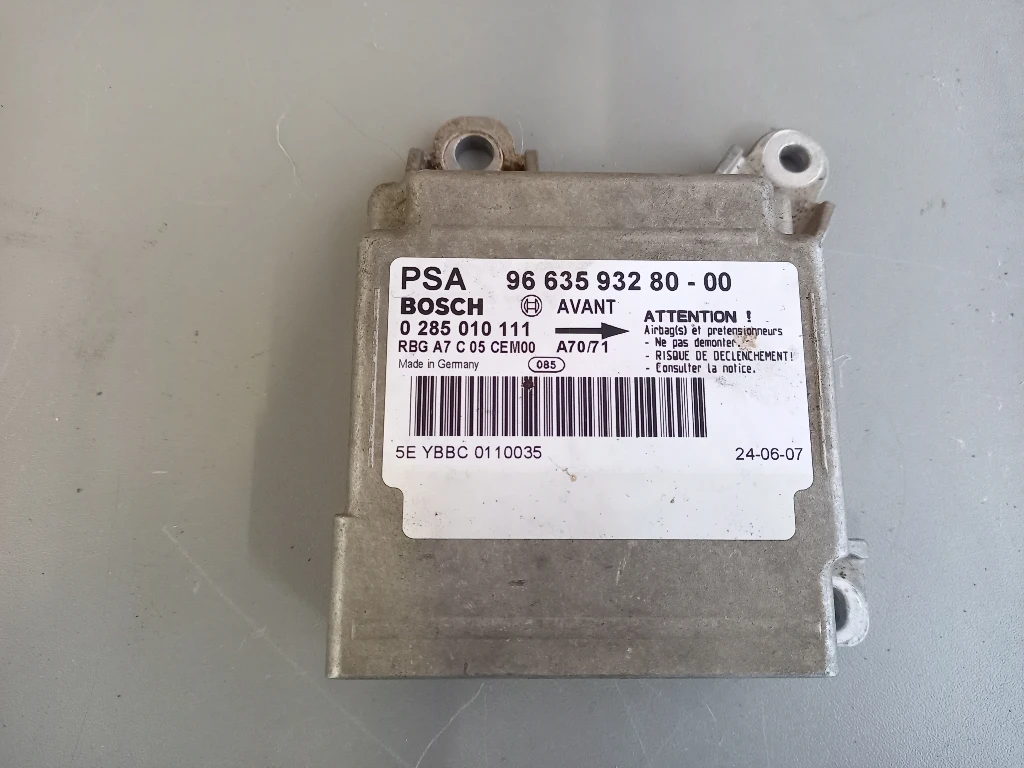 PSA 96 635 932 80 - 00
BOSCH AVANT
0 285 010 111
RBG A7 C 05 CEM00 A70/71
Made in Germany 085
ATTENTION !
Airbag(s) et pretensionneurs
- Ne pas demonter.
- RISQUE DE DECLENCHEMENT!
- Consulter la notice.
5E YBBC 0110035 24-06-07